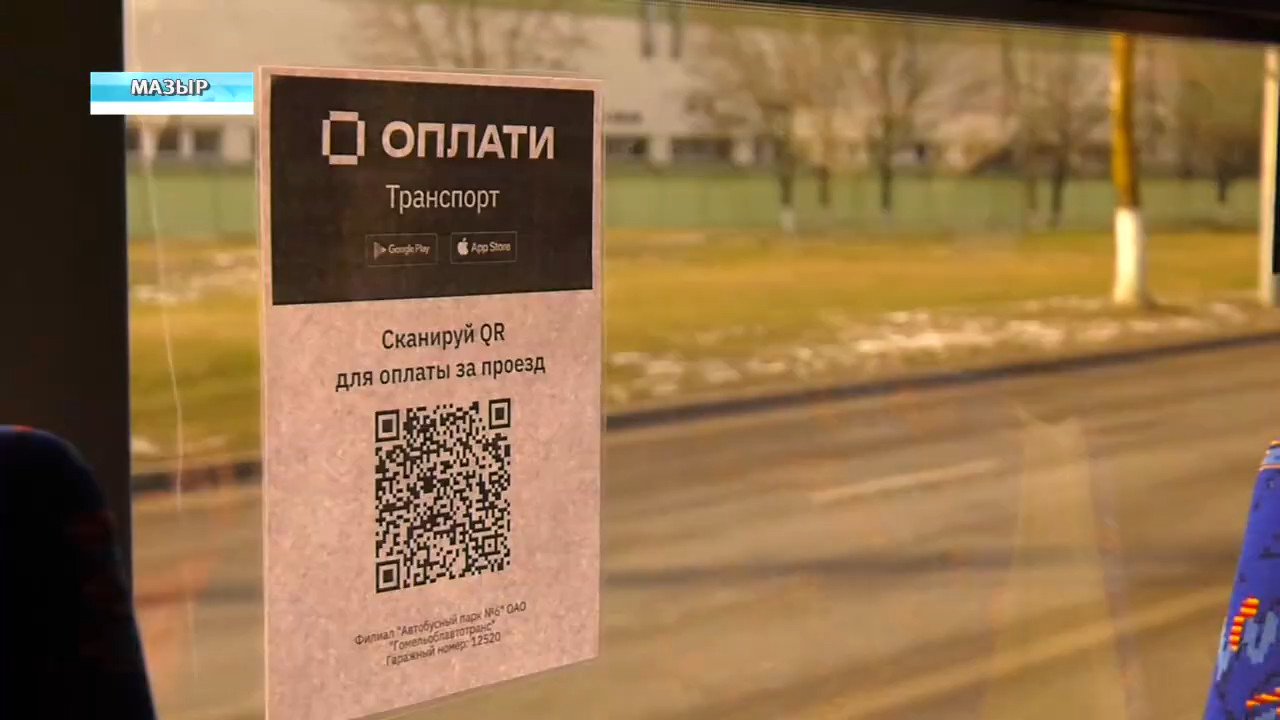 МАЗЫР
ОПЛАТИ
Транспорт
Google Play
App Store
Сканируй QR
для оплаты за проезд
Филиал "Автобусный парк №6" ОАО
"Гомельоблавтотранс"
Гаражный номер: 12520